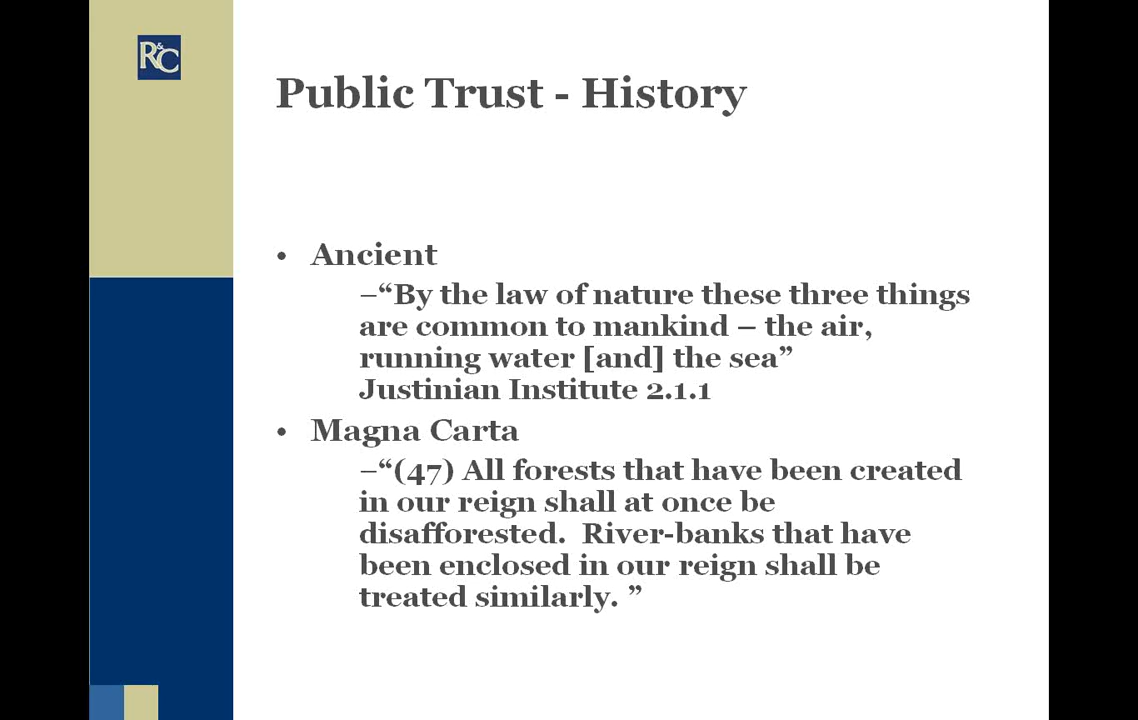 R&C
Public Trust - History
• Ancient
–“By the law of nature these three things
are common to mankind – the air,
running water [and] the sea”
Justinian Institute 2.1.1
• Magna Carta
–“(47) All forests that have been created
in our reign shall at once be
disafforested.  River-banks that have
been enclosed in our reign shall be
treated similarly. ”